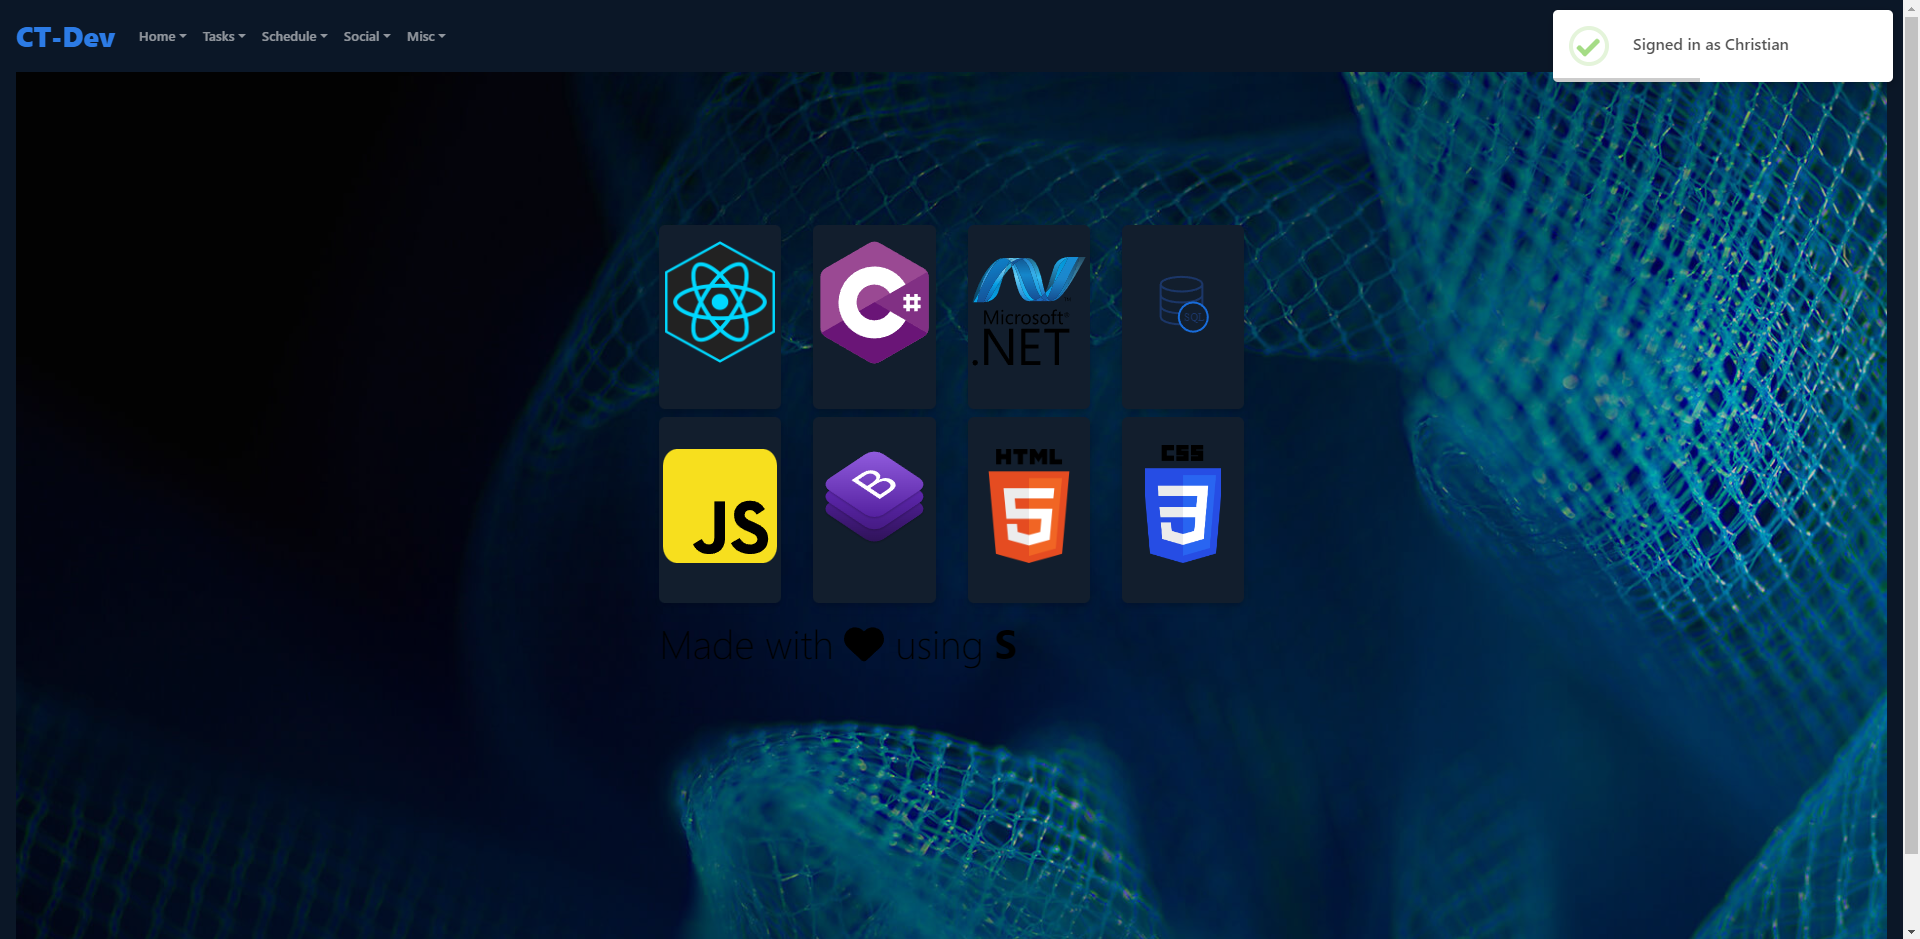 CT-Dev Home Tasks Schedule Social Misc
Signed in as Christian
C#
Microsoft®
.NET
SQL
JS
B
HTML
5
CSS
3
Made with using S